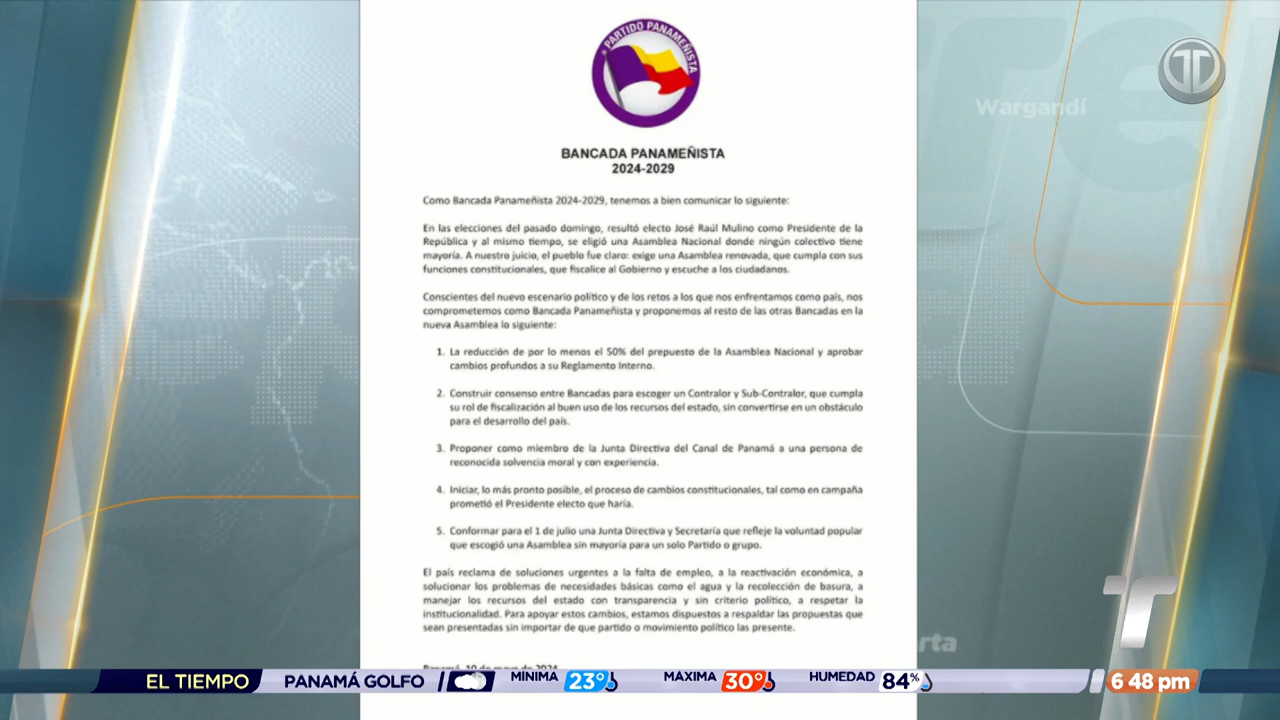 PARTIDO PANAMEÑISTA
Wargandí
BANCADA PANAMEÑISTA
2024-2029
Como Bancada Panameñista 2024-2029, tenemos a bien comunicar lo siguiente:
En las elecciones del pasado domingo, resultó electo José Raúl Mulino como Presidente de la
República y al mismo tiempo, se eligió una Asamblea Nacional donde ningún colectivo tiene
mayoría. A nuestro juicio, el pueblo fue claro: exige una Asamblea renovada, que cumpla con sus
funciones constitucionales, que fiscalice al Gobierno y escuche a los ciudadanos.
Conscientes del nuevo escenario político y de los retos a los que nos enfrentamos como país, nos
comprometemos como Bancada Panameñista y proponemos al resto de las otras Bancadas en la
nueva Asamblea lo siguiente:
1. La reducción de por lo menos el 50% del prepuesto de la Asamblea Nacional y aprobar
cambios profundos a su Reglamento Interno.
2. Construir consenso entre Bancadas para escoger un Contralor y Sub-Contralor, que cumpla
su rol de fiscalización al buen uso de los recursos del estado, sin convertirse en un obstáculo
para el desarrollo del país.
3. Proponer como miembro de la Junta Directiva del Canal de Panamá a una persona de
reconocida solvencia moral y con experiencia.
4. Iniciar, lo más pronto posible, el proceso de cambios constitucionales, tal como en campaña
prometió el Presidente electo que haría.
5. Conformar para el 1 de julio una Junta Directiva y Secretaría que refleje la voluntad popular
que escogió una Asamblea sin mayoría para un solo Partido o grupo.
El país reclama de soluciones urgentes a la falta de empleo, a la reactivación económica, a
solucionar los problemas de necesidades básicas como el agua y la recolección de basura, a
manejar los recursos del estado con transparencia y sin criterio político, a respetar la
institucionalidad. Para apoyar estos cambios, estamos dispuestos a respaldar las propuestas que
sean presentadas sin importar de que partido o movimiento político las presente.
Panamá, 10 de mayo de 2024
EL TIEMPO PANAMÁ GOLFO MÍNIMA 23° MÁXIMA 30° HUMEDAD 84% 6 48 pm